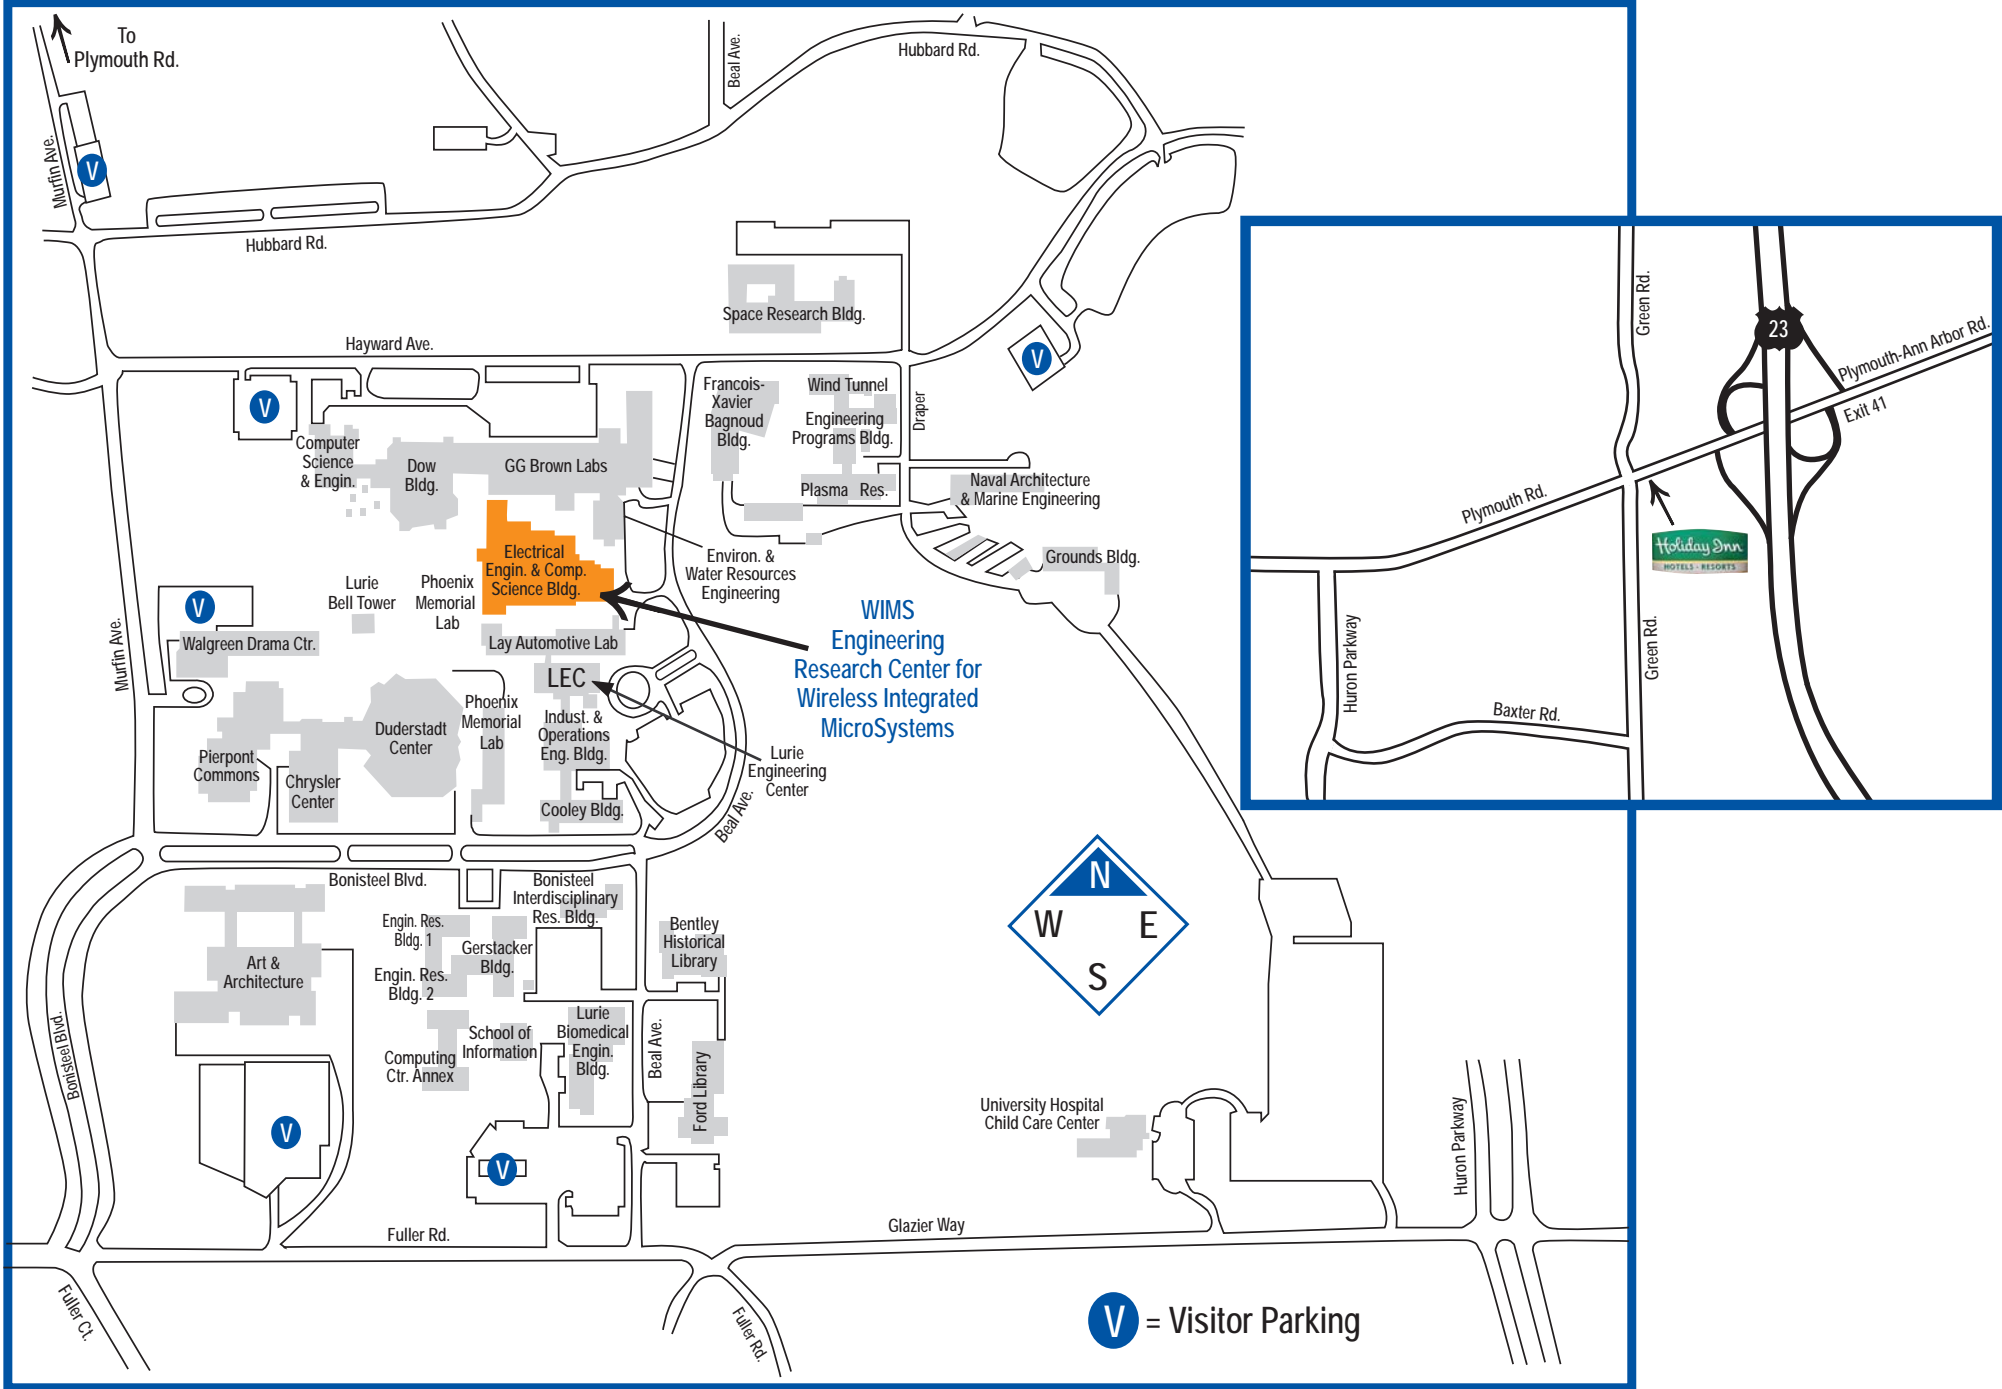 To
Plymouth Rd.
Beal Ave.
Hubbard Rd.
Murfin Ave.
V
Hubbard Rd.
Space Research Bldg.
Hayward Ave.
V
V
Francois-
Xavier
Bagnoud
Bldg.
Wind Tunnel
Engineering
Programs Bldg.
Draper
Computer
Science
& Engin.
Dow
Bldg.
GG Brown Labs
Plasma Res.
Naval Architecture
& Marine Engineering
Electrical
Engin. & Comp.
Science Bldg.
Environ. &
Water Resources
Engineering
Grounds Bldg.
Lurie
Bell Tower
Phoenix
Memorial
Lab
V
Walgreen Drama Ctr.
Lay Automotive Lab
WIMS
Engineering
Research Center for
Wireless Integrated
MicroSystems
Murfin Ave.
LEC
Phoenix
Memorial
Lab
Duderstadt
Center
Indust. &
Operations
Eng. Bldg.
Pierpont
Commons
Chrysler
Center
Lurie
Engineering
Center
Cooley Bldg.
Beal Ave.
Bonisteel Blvd.
Bonisteel
Interdisciplinary
Res. Bldg.
Engin. Res.
Bldg. 1
Gerstacker
Bldg.
Engin. Res.
Bldg. 2
Bentley
Historical
Library
Art &
Architecture
Bonisteel Blvd.
School of
Information
Lurie
Biomedical
Engin.
Bldg.
Computing
Ctr. Annex
Beal Ave.
Ford Library
V
V
University Hospital
Child Care Center
Huron Parkway
Fuller Rd.
Glazier Way
Fuller Ct.
Fuller Rd.
N
W E
S
V = Visitor Parking
Green Rd.
23
Plymouth-Ann Arbor Rd.
Exit 41
Plymouth Rd.
Holiday Inn
HOTELS · RESORTS
Huron Parkway
Green Rd.
Baxter Rd.